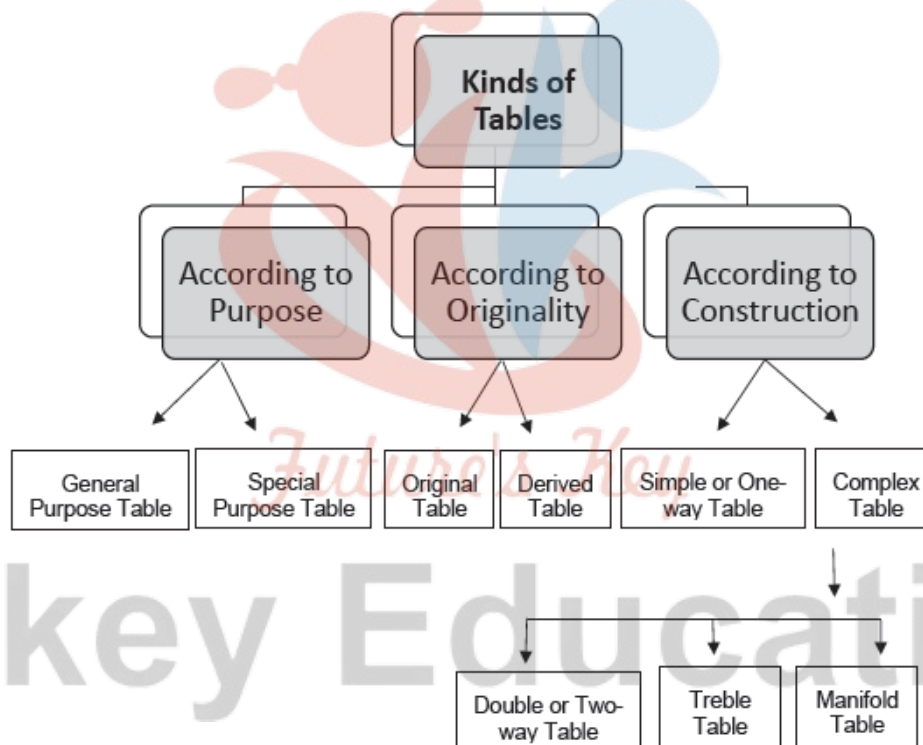 Kinds of
Tables
According to
Purpose
According to
Originality
According to
Construction
General
Purpose Table
Special
Purpose Table
Original
Table
Derived
Table
Simple or One-
way Table
Complex
Table
Future's Key
key Educati
Double or Two-
way Table
Treble
Table
Manifold
Table